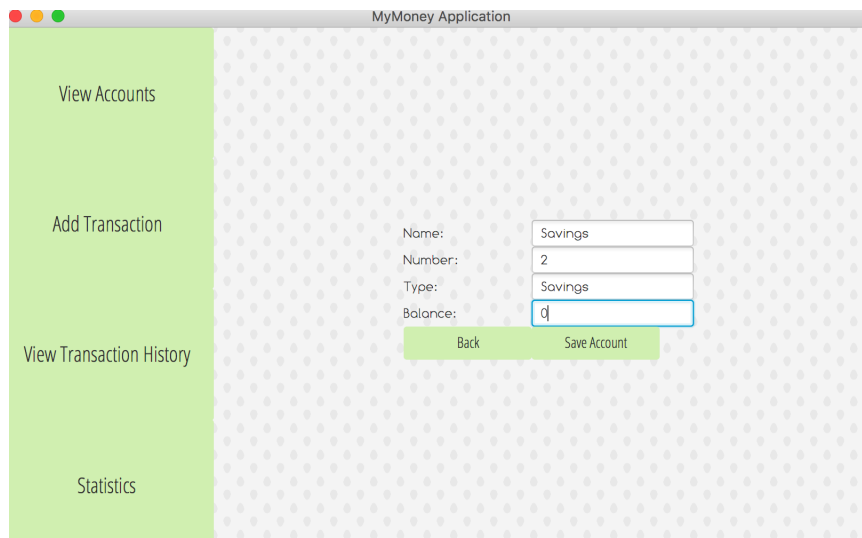 MyMoney Application
View Accounts
Add Transaction
View Transaction History
Statistics
Name: Savings
Number: 2
Type: Savings
Balance: 0
Back Save Account